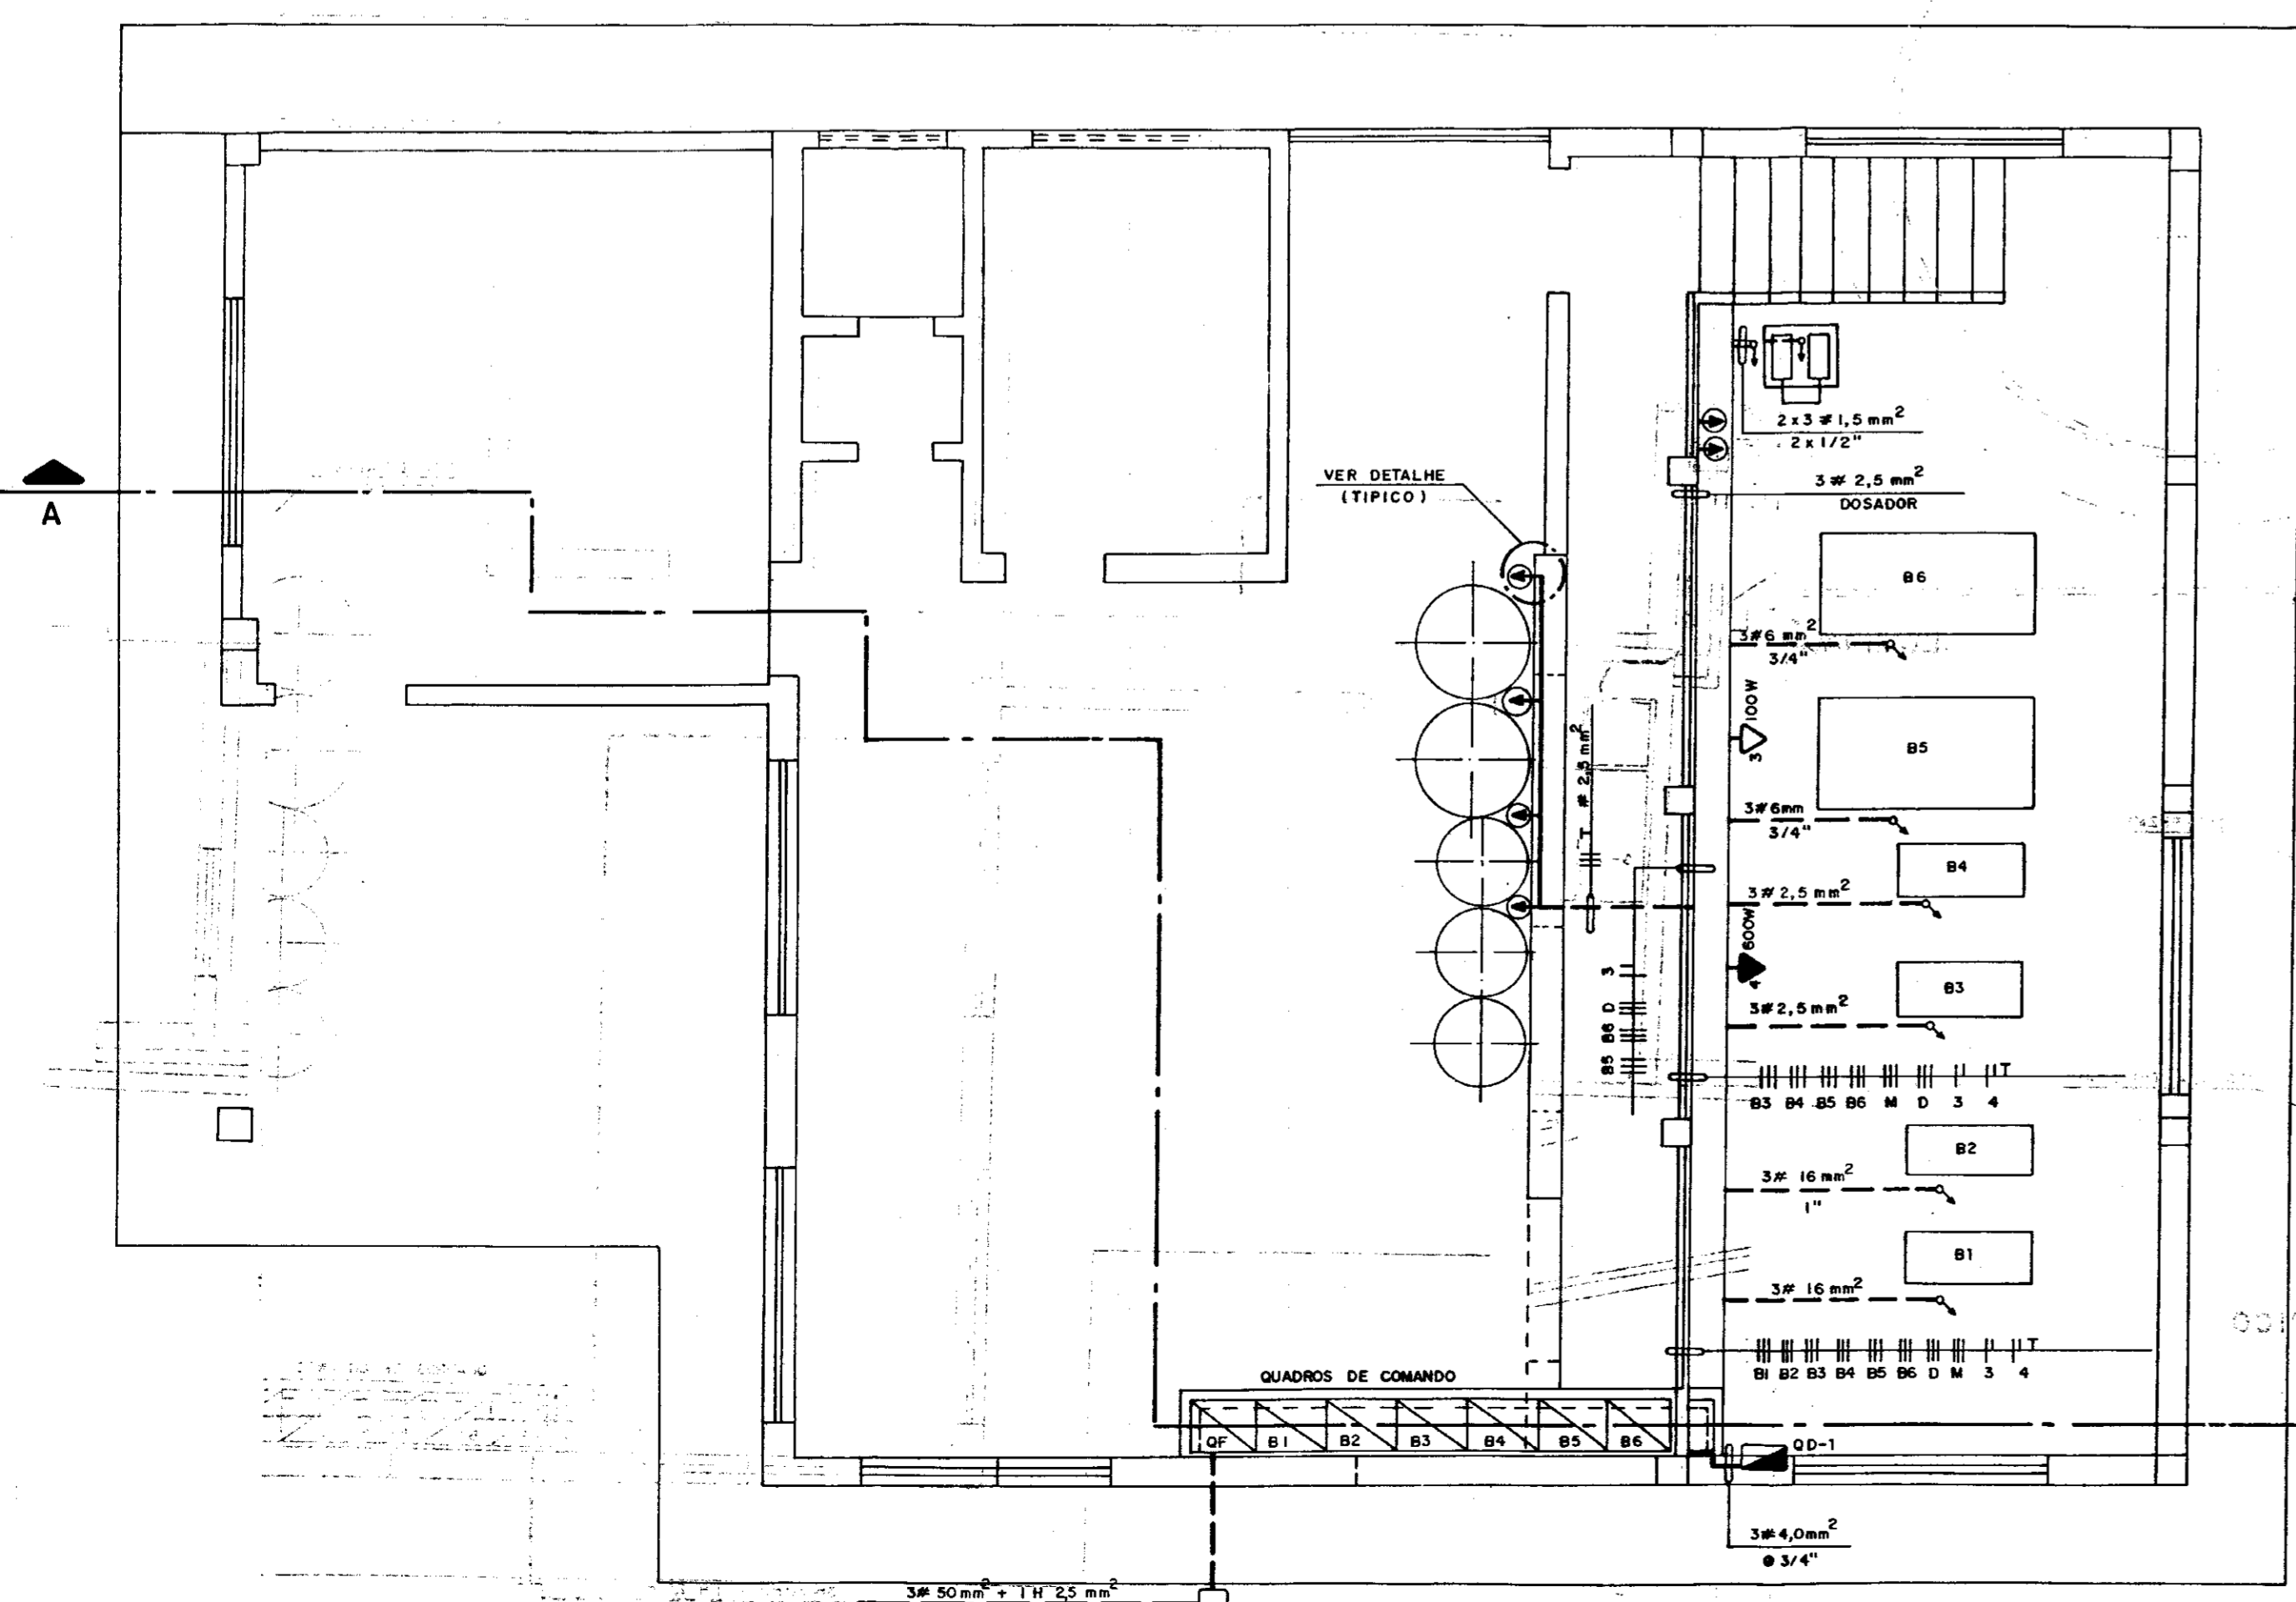 A
VER DETALHE
(TIPICO)
2 x 3 # 1,5 mm²
2 x 1/2"
3 # 2,5 mm²
DOSADOR
B6
3#6 mm²
3/4"
100W
3
B5
3#6mm
3/4"
T # 2,5 mm²
B4
3 # 2,5 mm²
600W
4
B3
3#2,5 mm²
B5 B6 D 3
T
B3 B4 B5 B6 M D 3 4
B2
3# 16 mm²
1"
B1
3# 16 mm²
T
B1 B2 B3 B4 B5 B6 D M 3 4
QUADROS DE COMANDO
QF B1 B2 B3 B4 B5 B6
QD-1
3#4,0mm²
3/4"
3# 50 mm² + 1 # 25 mm²